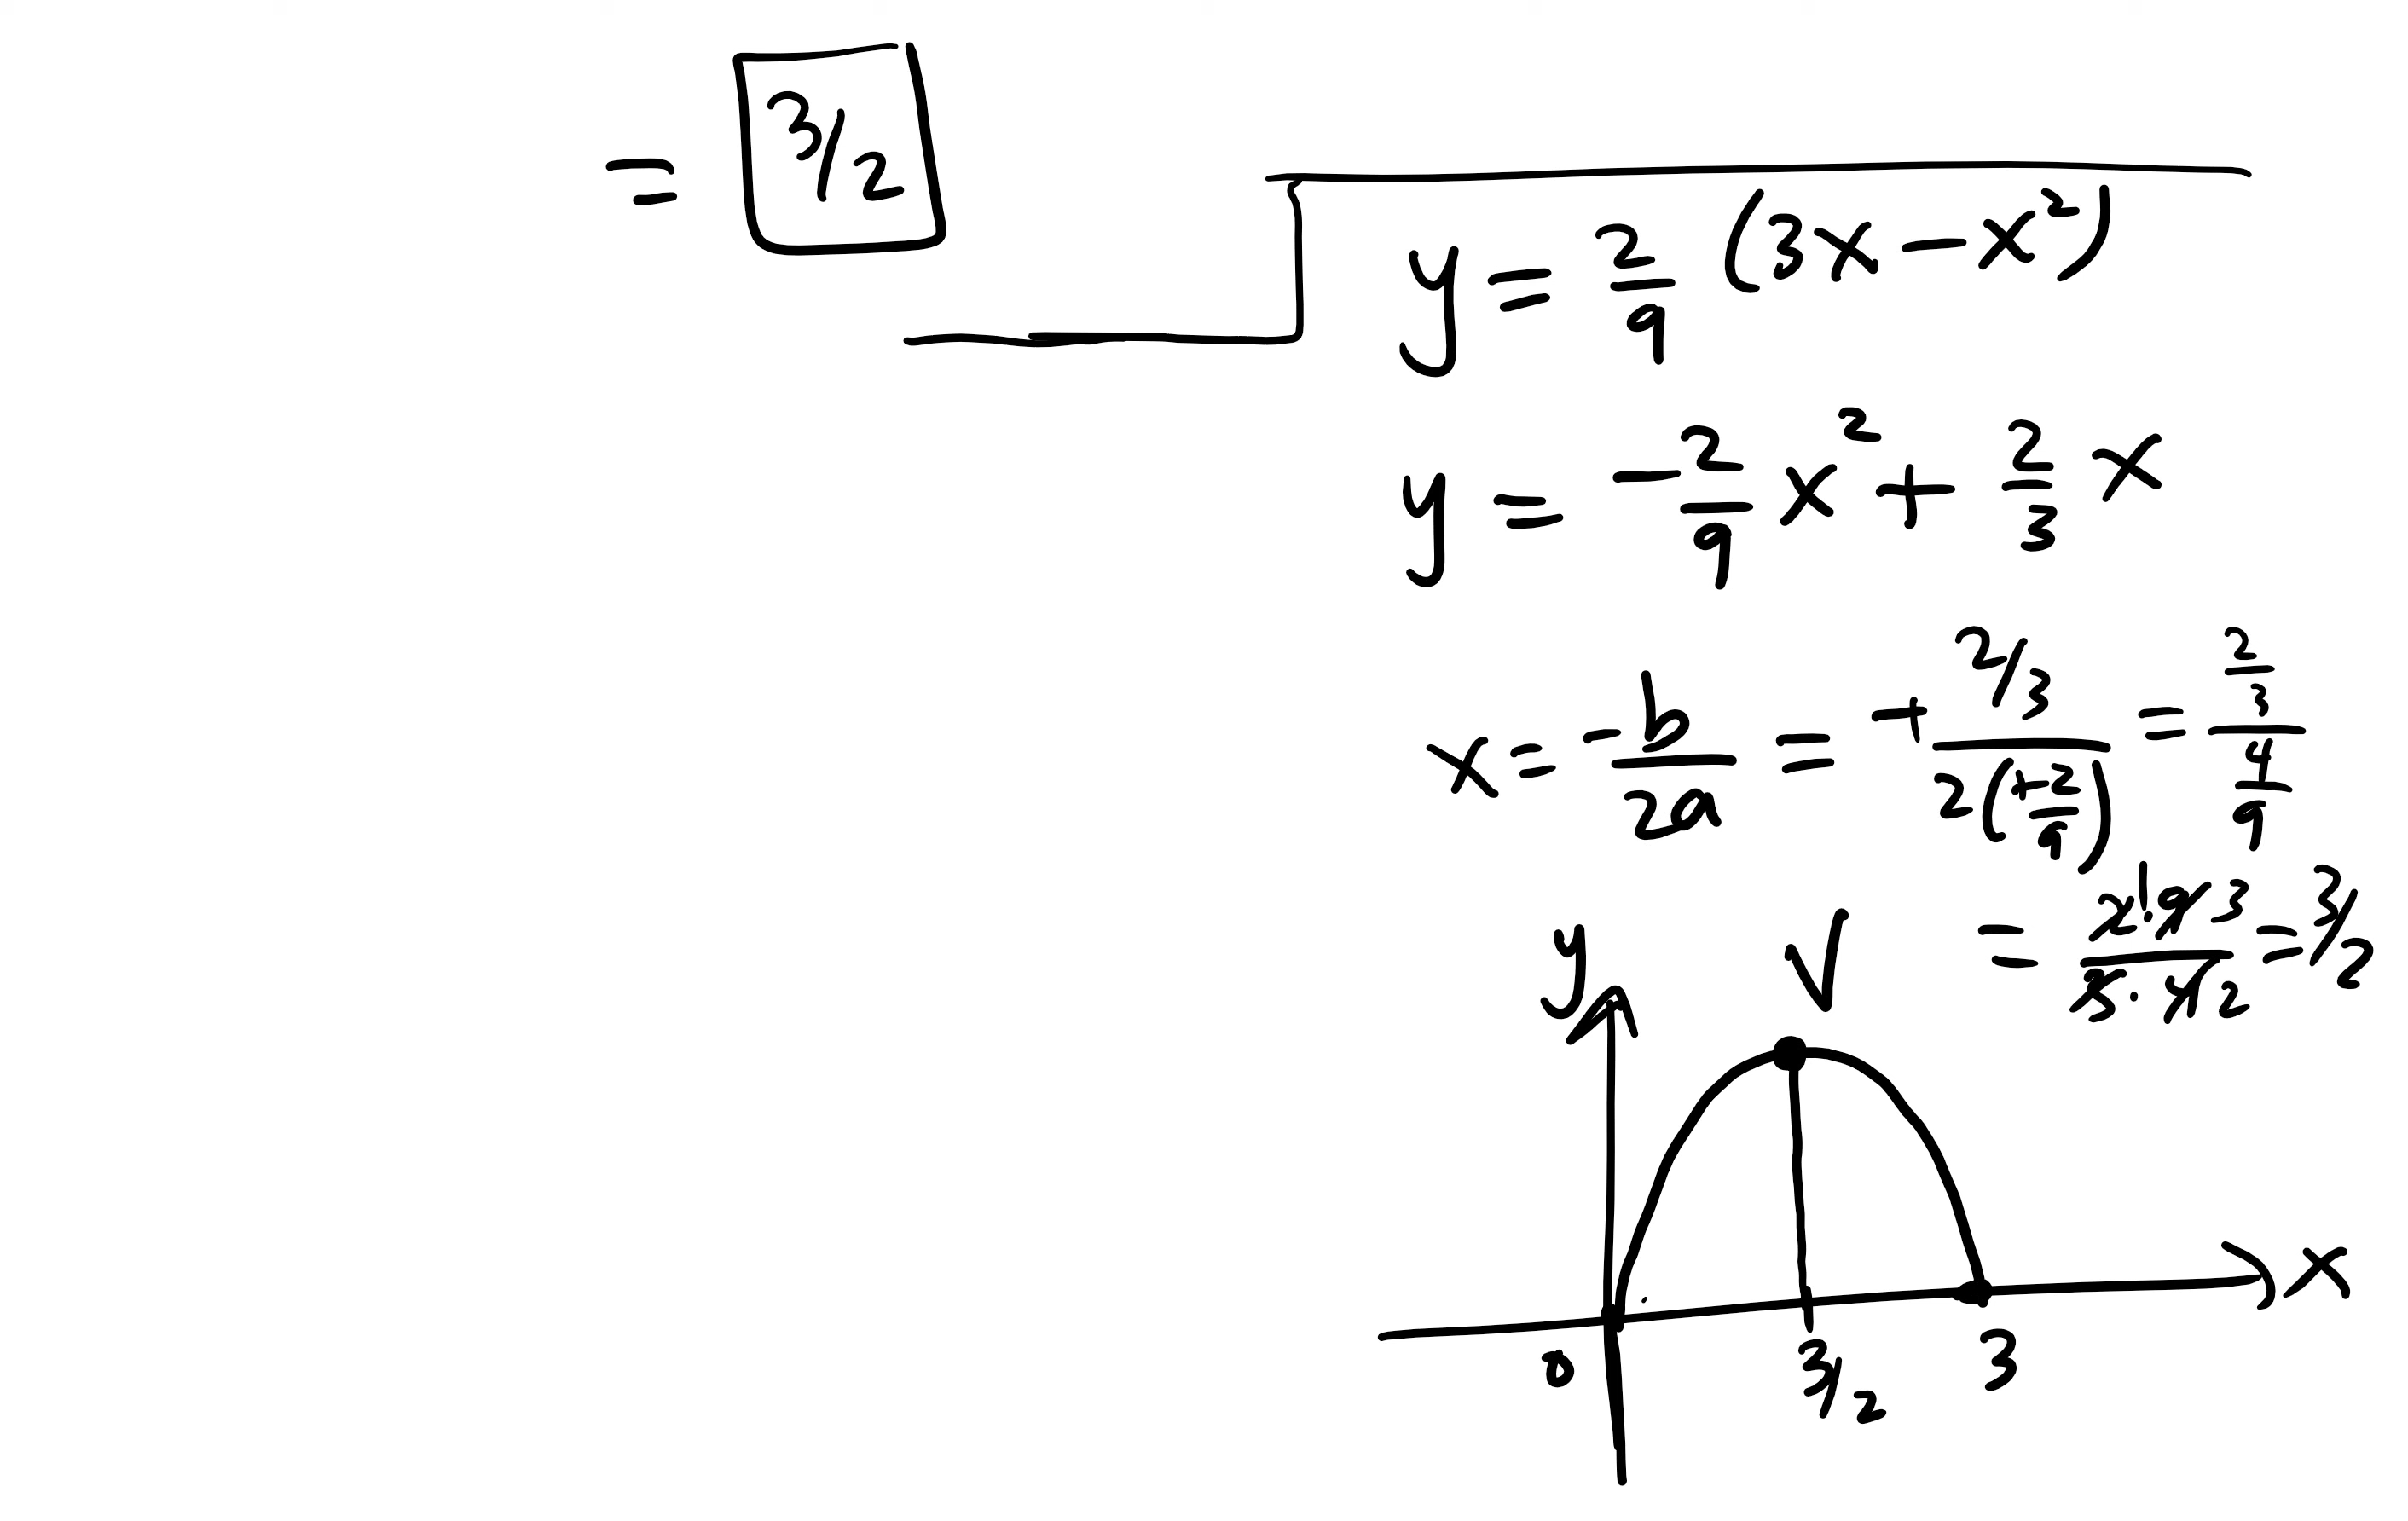 = 3/2
y = 2/9 (3x - x²)
y = -2/9 x² + 2/3 x
x = -b/2a = + 2/3 / 2(+2/9) = 2/3 / 4/9
= 2 1 · 9 3 / 3 · 4 2 = 3/2
y V
x
0 3/2 3